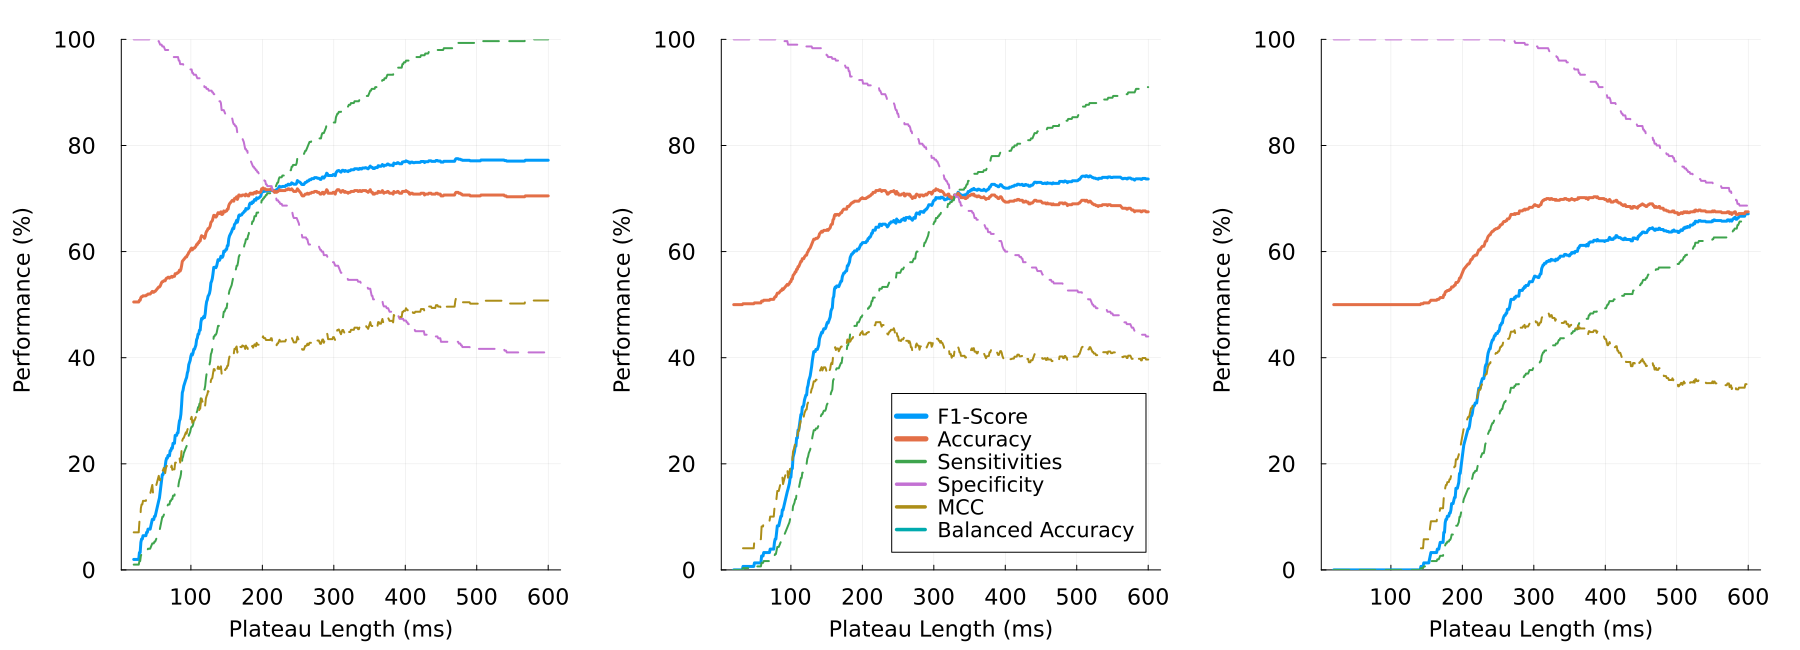 100
80
60
40
20
0
Performance (%)
100 200 300 400 500 600
Plateau Length (ms)
100
80
60
40
20
0
Performance (%)
F1-Score
Accuracy
Sensitivities
Specificity
MCC
Balanced Accuracy
100 200 300 400 500 600
Plateau Length (ms)
100
80
60
40
20
0
Performance (%)
100 200 300 400 500 600
Plateau Length (ms)